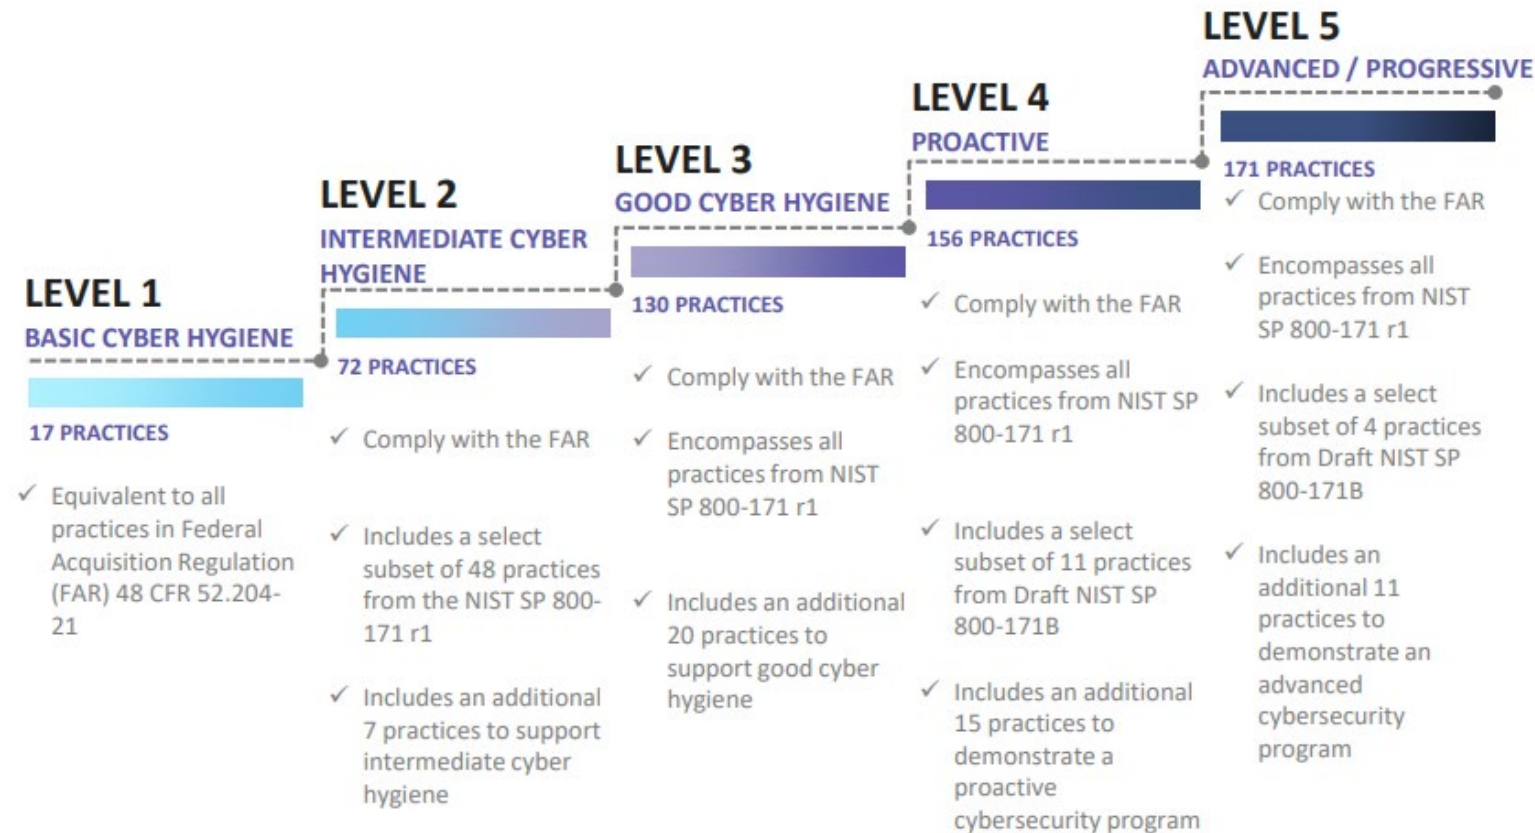 LEVEL 1
BASIC CYBER HYGIENE
17 PRACTICES
✓ Equivalent to all
practices in Federal
Acquisition Regulation
(FAR) 48 CFR 52.204-
21
LEVEL 2
INTERMEDIATE CYBER
HYGIENE
72 PRACTICES
✓ Comply with the FAR
✓ Includes a select
subset of 48 practices
from the NIST SP 800-
171 r1
✓ Includes an additional
7 practices to support
intermediate cyber
hygiene
LEVEL 3
GOOD CYBER HYGIENE
130 PRACTICES
✓ Comply with the FAR
✓ Encompasses all
practices from NIST
SP 800-171 r1
✓ Includes an additional
20 practices to
support good cyber
hygiene
LEVEL 4
PROACTIVE
156 PRACTICES
✓ Comply with the FAR
✓ Encompasses all
practices from NIST SP
800-171 r1
✓ Includes a select
subset of 11 practices
from Draft NIST SP
800-171B
✓ Includes an additional
15 practices to
demonstrate a
proactive
cybersecurity program
LEVEL 5
ADVANCED / PROGRESSIVE
171 PRACTICES
✓ Comply with the FAR
✓ Encompasses all
practices from NIST
SP 800-171 r1
✓ Includes a select
subset of 4 practices
from Draft NIST SP
800-171B
✓ Includes an
additional 11
practices to
demonstrate an
advanced
cybersecurity
program